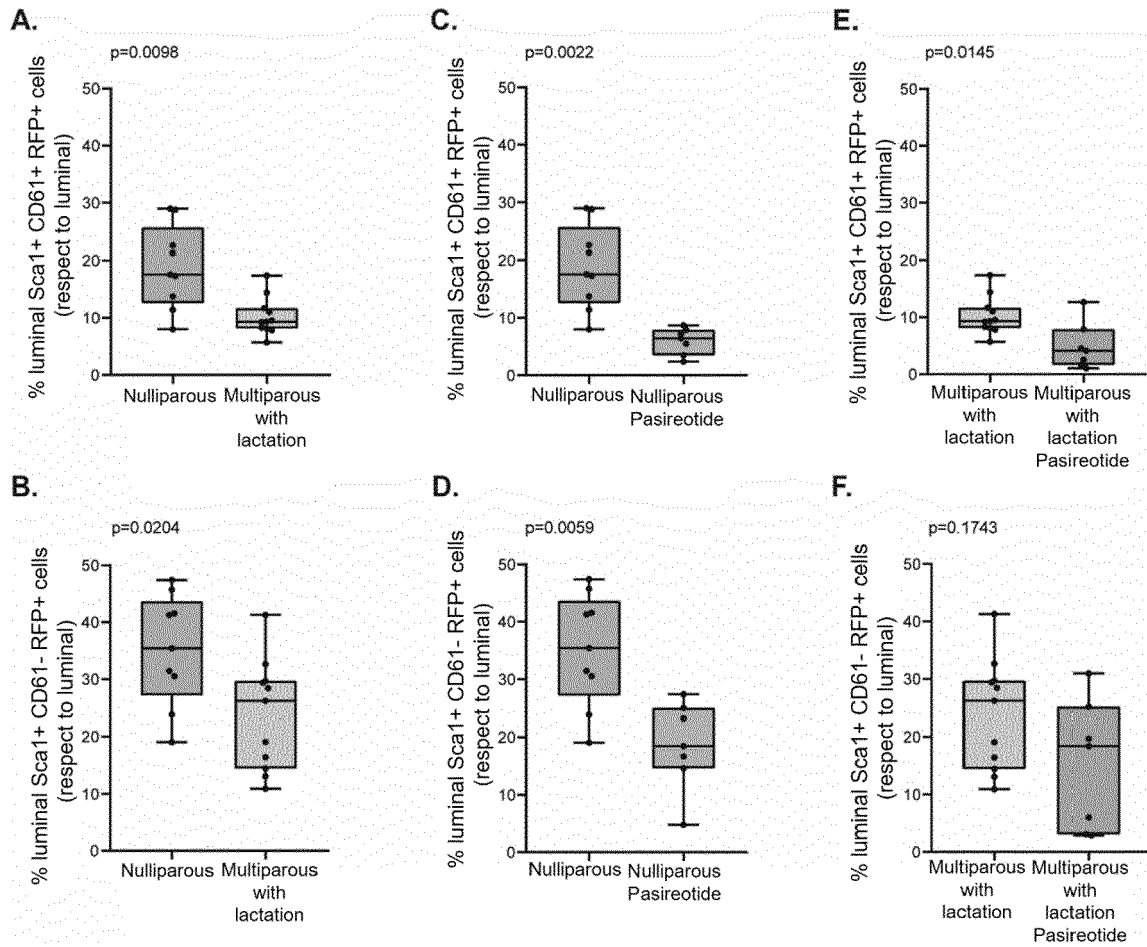 A.
p=0.0098
% luminal Sca1+ CD61+ RFP+ cells
(respect to luminal)
50
40
30
20
10
0
Nulliparous
Multiparous
with
lactation
C.
p=0.0022
% luminal Sca1+ CD61+ RFP+ cells
(respect to luminal)
50
40
30
20
10
0
Nulliparous
Nulliparous
Pasireotide
E.
p=0.0145
% luminal Sca1+ CD61+ RFP+ cells
(respect to luminal)
50
40
30
20
10
0
Multiparous
with
lactation
Multiparous
with
lactation
Pasireotide
B.
p=0.0204
% luminal Sca1+ CD61- RFP+ cells
(respect to luminal)
50
40
30
20
10
0
Nulliparous
Multiparous
with
lactation
D.
p=0.0059
% luminal Sca1+ CD61- RFP+ cells
(respect to luminal)
50
40
30
20
10
0
Nulliparous
Nulliparous
Pasireotide
F.
p=0.1743
% luminal Sca1+ CD61- RFP+ cells
(respect to luminal)
50
40
30
20
10
0
Multiparous
with
lactation
Multiparous
with
lactation
Pasireotide